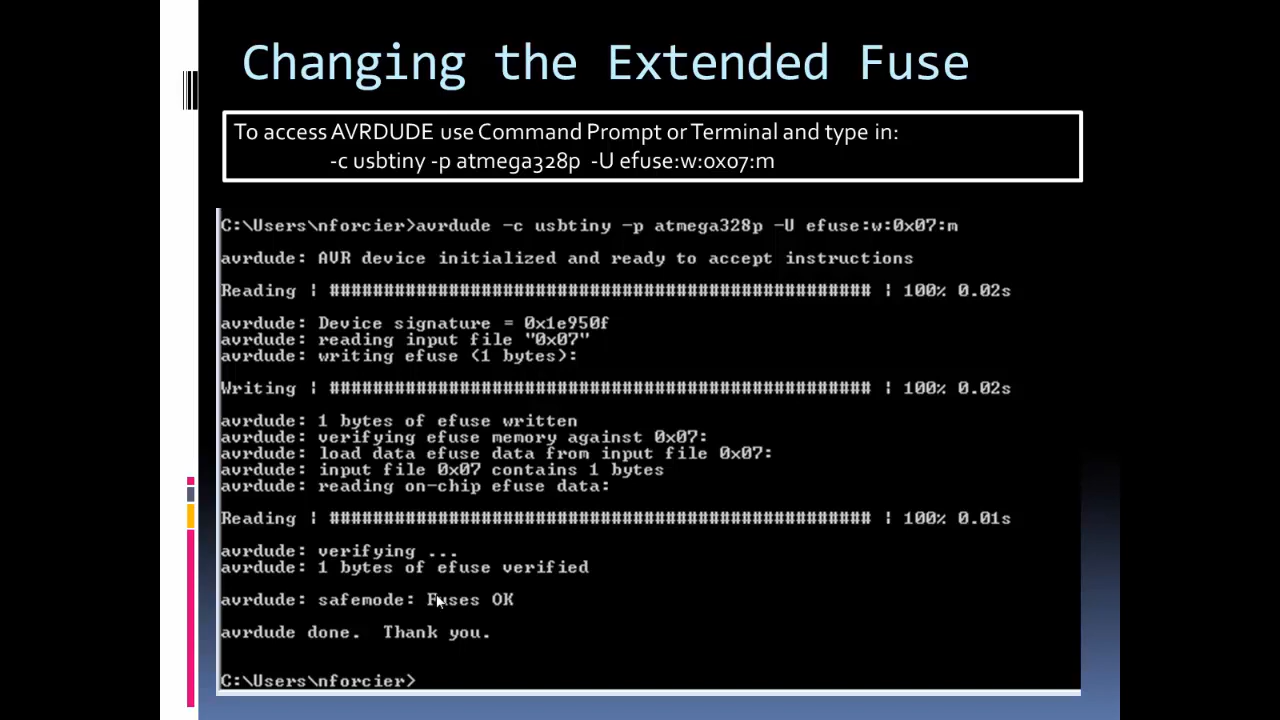 Changing the Extended Fuse
To access AVRDUDE use Command Prompt or Terminal and type in:
-c usbtiny -p atmega328p -U efuse:w:0x07:m
C:\Users\nforcier>avrdude -c usbtiny -p atmega328p -U efuse:w:0x07:m
avrdude: AVR device initialized and ready to accept instructions
Reading | ################################################## | 100% 0.02s
avrdude: Device signature = 0x1e950f
avrdude: reading input file "0x07"
avrdude: writing efuse (1 bytes):
Writing | ################################################## | 100% 0.02s
avrdude: 1 bytes of efuse written
avrdude: verifying efuse memory against 0x07:
avrdude: load data efuse data from input file 0x07:
avrdude: input file 0x07 contains 1 bytes
avrdude: reading on-chip efuse data:
Reading | ################################################## | 100% 0.01s
avrdude: verifying ...
avrdude: 1 bytes of efuse verified
avrdude: safemode: Fuses OK
avrdude done.  Thank you.
C:\Users\nforcier>